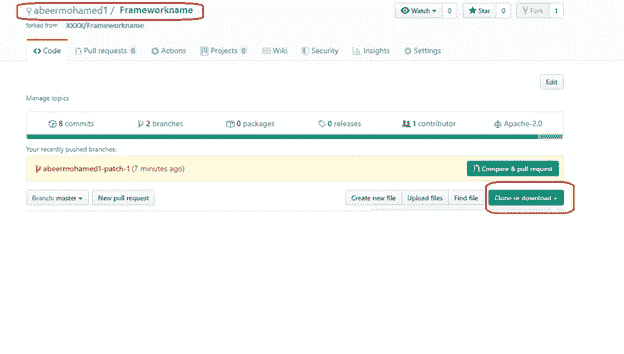 abeermohamed1 / Frameworkname
Watch 0 Star 0 Fork 1
forked from XXXX/Frameworkname
Code Pull requests 0 Actions Projects 0 Wiki Security Insights Settings
Edit
Manage topics
8 commits 2 branches 0 packages 0 releases 1 contributor Apache-2.0
Your recently pushed branches:
abeermohamed1-patch-1 (7 minutes ago) Compare & pull request
Branch: master New pull request Create new file Upload files Find file Clone or download